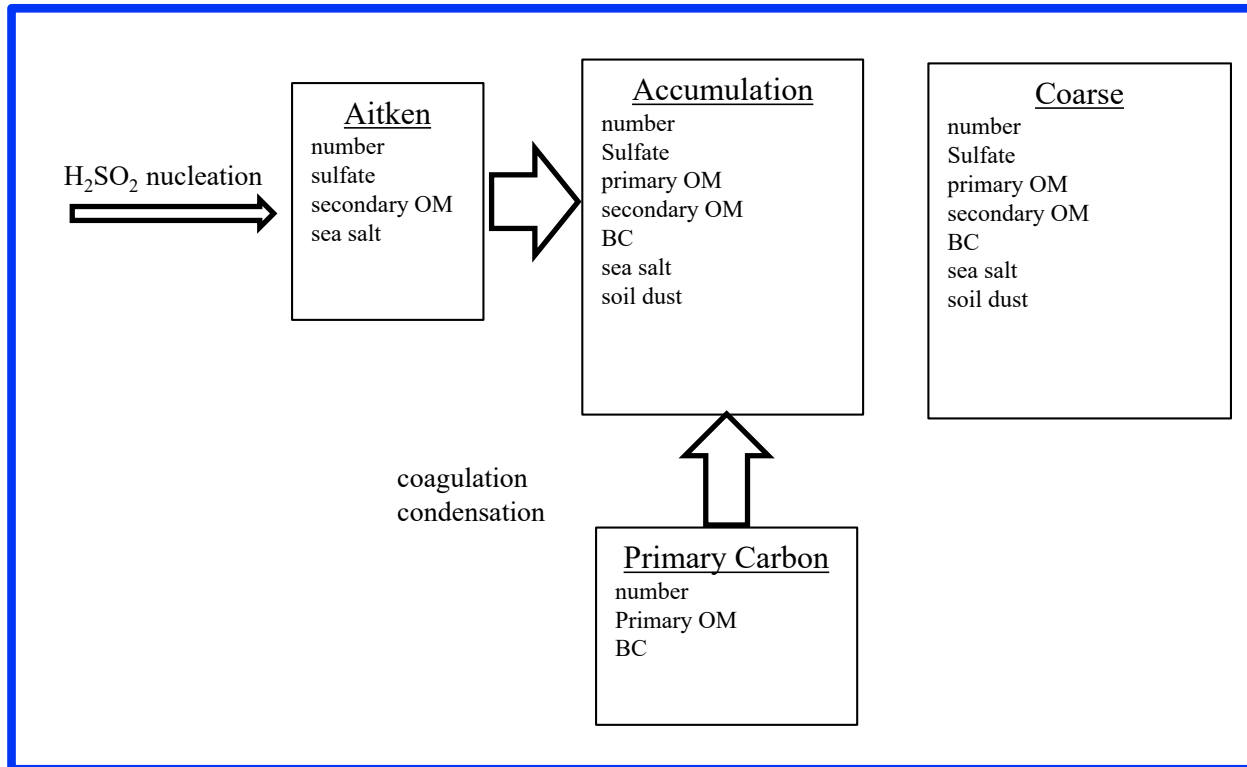 H₂SO₂ nucleation
Aitken
number
sulfate
secondary OM
sea salt
Accumulation
number
Sulfate
primary OM
secondary OM
BC
sea salt
soil dust
Coarse
number
Sulfate
primary OM
secondary OM
BC
sea salt
soil dust
coagulation
condensation
Primary Carbon
number
Primary OM
BC